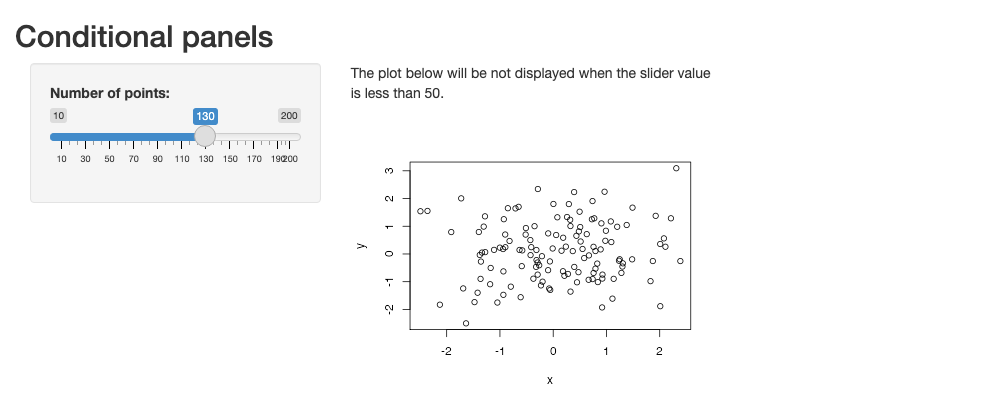 Conditional panels
Number of points:
10 130 200
10 30 50 70 90 110 130 150 170 190 200
The plot below will be not displayed when the slider value
is less than 50.
y
3
2
1
0
-1
-2
-2 -1 0 1 2
x